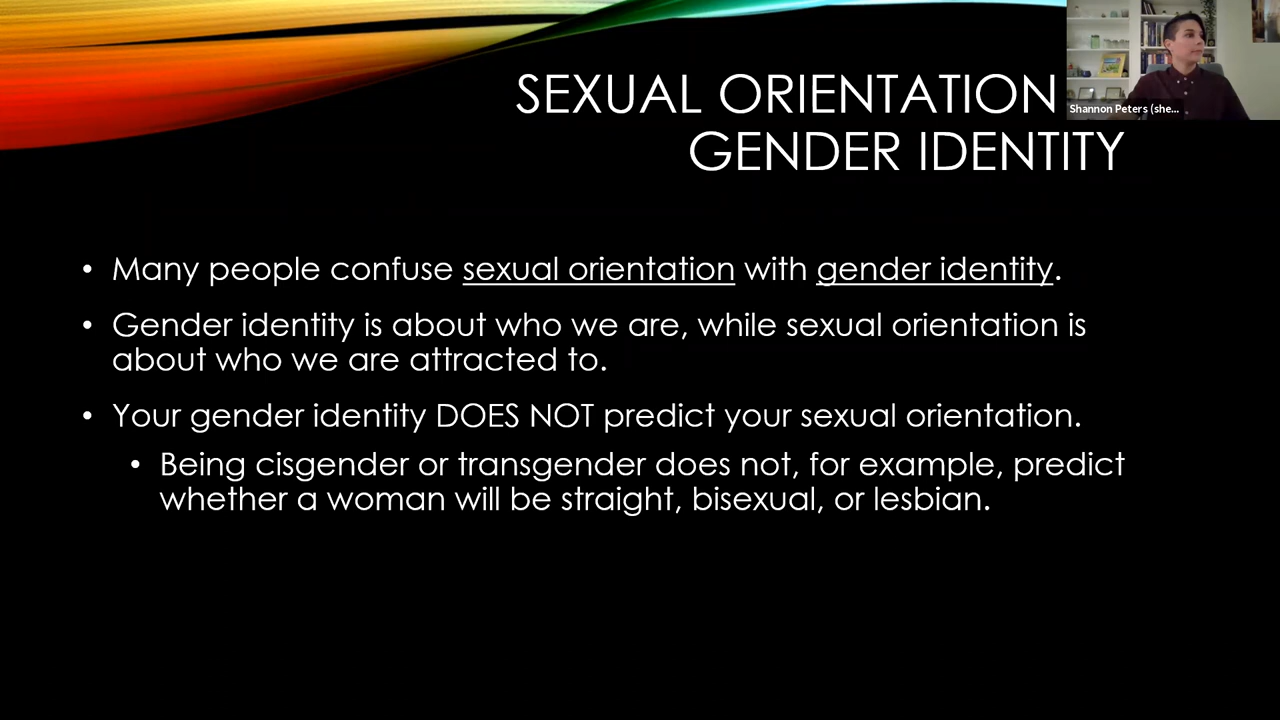 SEXUAL ORIENTATION
GENDER IDENTITY
Shannon Peters (she...
• Many people confuse sexual orientation with gender identity.
• Gender identity is about who we are, while sexual orientation is
about who we are attracted to.
• Your gender identity DOES NOT predict your sexual orientation.
• Being cisgender or transgender does not, for example, predict
whether a woman will be straight, bisexual, or lesbian.